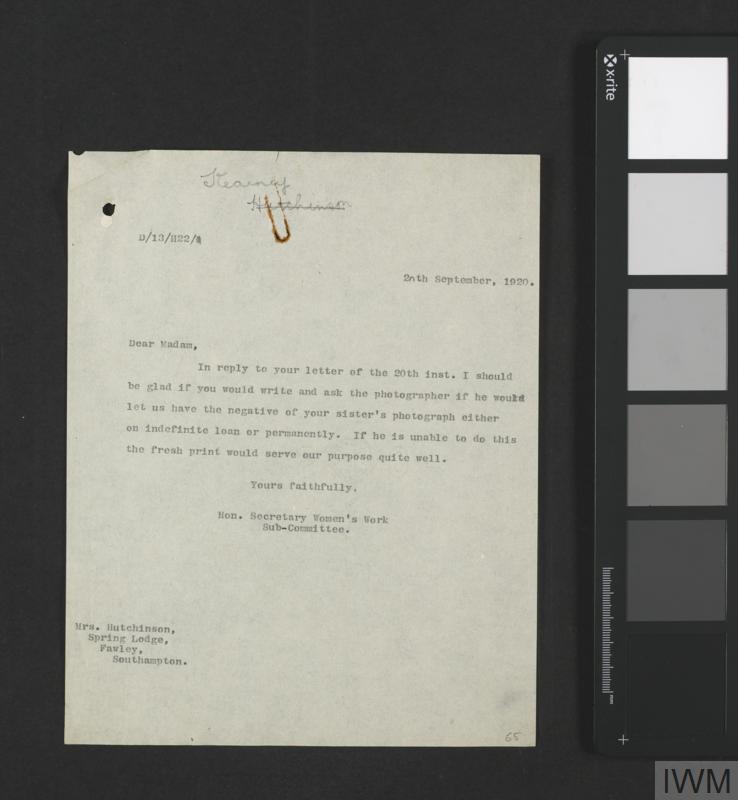 Kearney
Hutchinson
D/13/H22/
September, 1920.
Dear Madam,
In reply to your letter of the 20th inst. I should
be glad if you would write and ask the photographer if he would
let us have the negative of your sister's photograph either
on indefinite loan or permanently. If he is unable to do this
the fresh print would serve our purpose quite well.
Yours faithfully,
Hon. Secretary Women's Work
Sub-Committee.
Mrs. Hutchinson,
Spring Lodge,
Fawley,
Southampton.
65
x-rite
mm
IWM